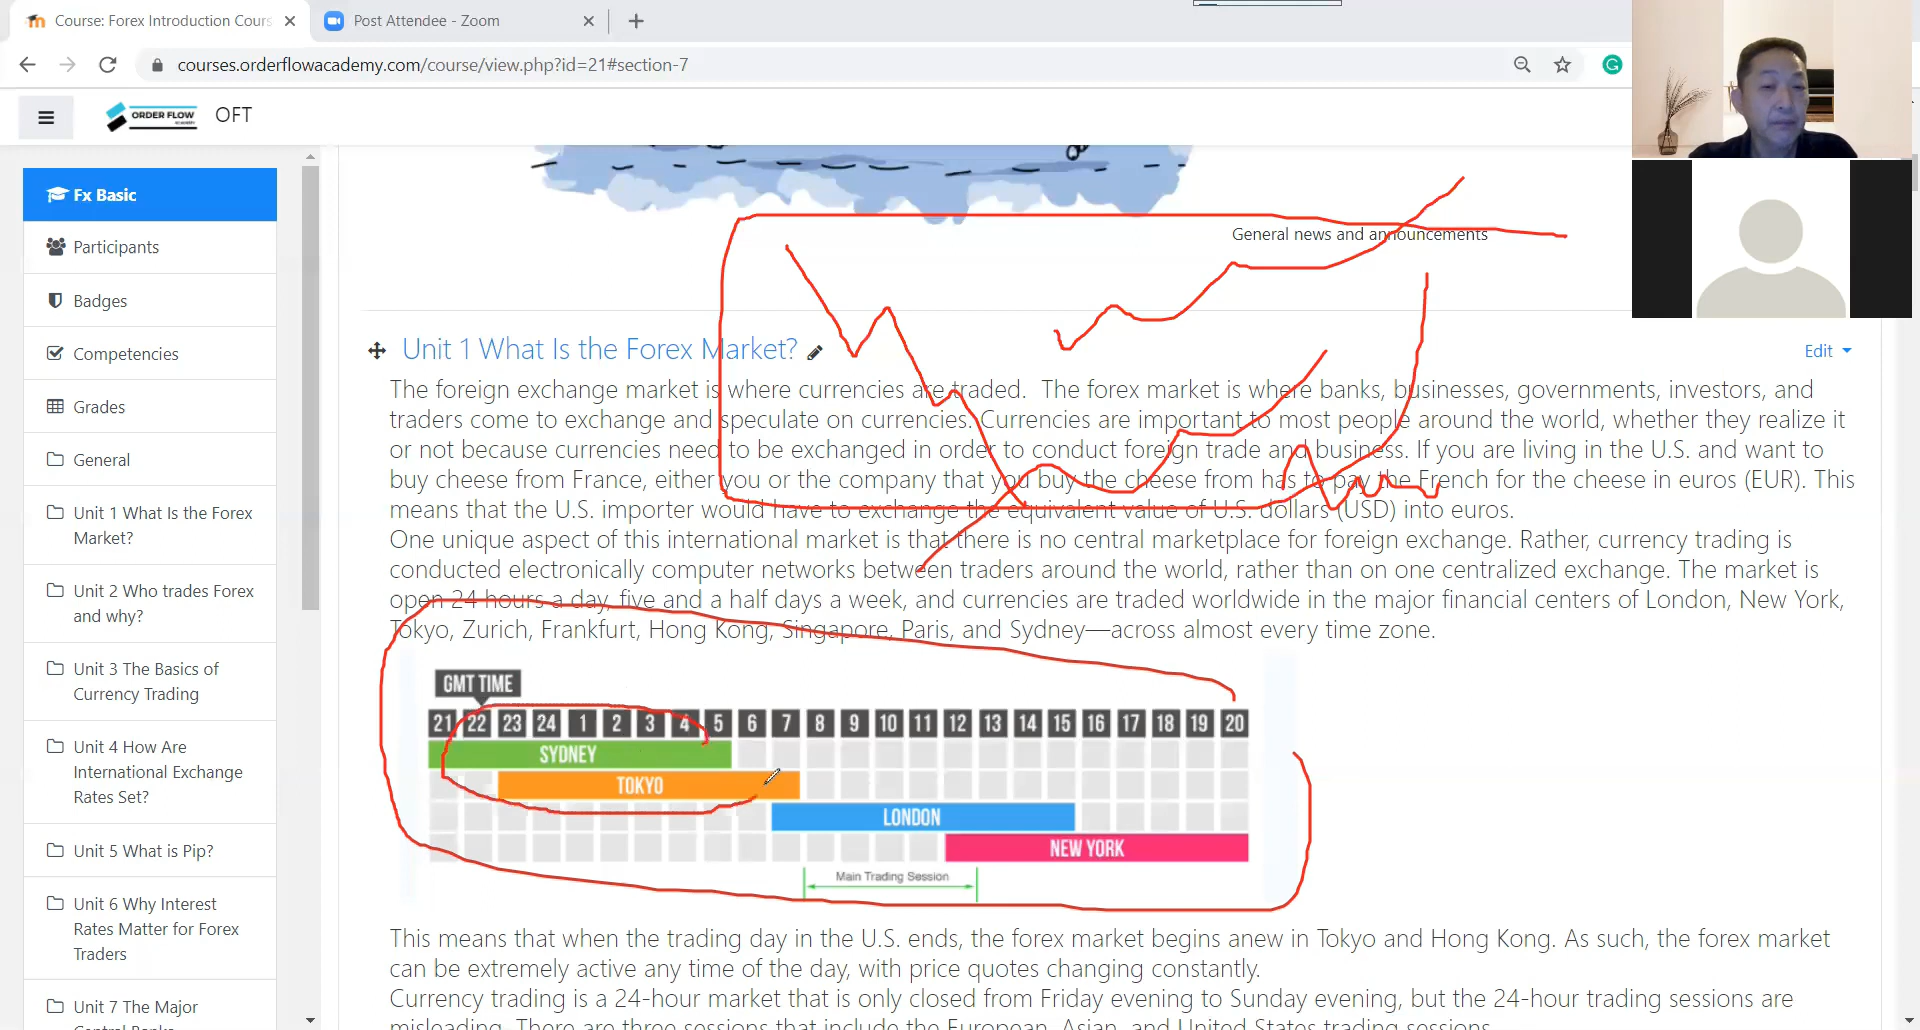 Course: Forex Introduction Cours
Post Attendee - Zoom
courses.orderflowacademy.com/course/view.php?id=21#section-7
ORDER FLOW
ACADEMY
OFT
Fx Basic
Participants
Badges
Grades
Competencies
General
Unit 1 What Is the Forex
Market?
Unit 2 Who trades Forex
and why?
Unit 3 The Basics of
Currency Trading
Unit 4 How Are
International Exchange
Rates Set?
Unit 5 What is Pip?
Unit 6 Why Interest
Rates Matter for Forex
Traders
Unit 7 The Major
Central Banks
General news and announcements
Unit 1 What Is the Forex Market?
Edit
The foreign exchange market is where currencies are traded.  The forex market is where banks, businesses, governments, investors, and
traders come to exchange and speculate on currencies. Currencies are important to most people around the world, whether they realize it
or not because currencies need to be exchanged in order to conduct foreign trade and business. If you are living in the U.S. and want to
buy cheese from France, either you or the company that you buy the cheese from has to pay the French for the cheese in euros (EUR). This
means that the U.S. importer would have to exchange the equivalent value of U.S. dollars (USD) into euros.
One unique aspect of this international market is that there is no central marketplace for foreign exchange. Rather, currency trading is
conducted electronically computer networks between traders around the world, rather than on one centralized exchange. The market is
open 24 hours a day, five and a half days a week, and currencies are traded worldwide in the major financial centers of London, New York,
Tokyo, Zurich, Frankfurt, Hong Kong, Singapore, Paris, and Sydney—across almost every time zone.
GMT TIME
21 22 23 24 1 2 3 4 5 6 7 8 9 10 11 12 13 14 15 16 17 18 19 20
SYDNEY
TOKYO
LONDON
NEW YORK
Main Trading Session
This means that when the trading day in the U.S. ends, the forex market begins anew in Tokyo and Hong Kong. As such, the forex market
can be extremely active any time of the day, with price quotes changing constantly.
Currency trading is a 24-hour market that is only closed from Friday evening to Sunday evening, but the 24-hour trading sessions are
misleading. There are three sessions that include the European, Asian, and United States trading sessions.